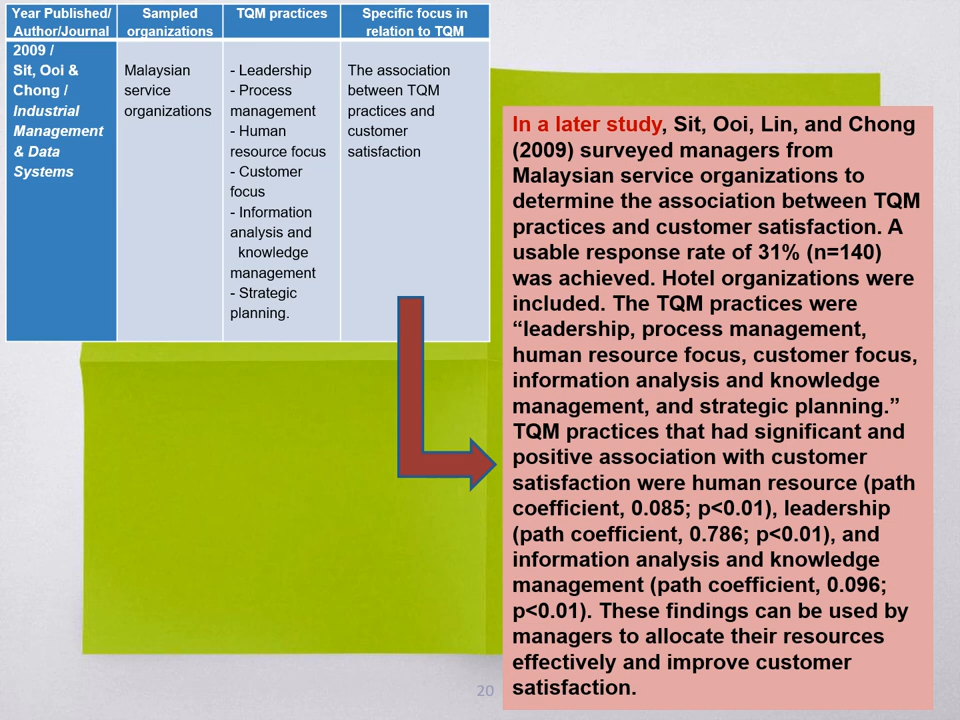 Year Published/
Author/Journal
Sampled
organizations
TQM practices
Specific focus in
relation to TQM
2009 /
Sit, Ooi &
Chong /
Industrial
Management
& Data
Systems
Malaysian
service
organizations
- Leadership
- Process
management
- Human
resource focus
- Customer
focus
- Information
analysis and
knowledge
management
- Strategic
planning.
The association
between TQM
practices and
customer
satisfaction
In a later study, Sit, Ooi, Lin, and Chong
(2009) surveyed managers from
Malaysian service organizations to
determine the association between TQM
practices and customer satisfaction. A
usable response rate of 31% (n=140)
was achieved. Hotel organizations were
included. The TQM practices were
“leadership, process management,
human resource focus, customer focus,
information analysis and knowledge
management, and strategic planning.”
TQM practices that had significant and
positive association with customer
satisfaction were human resource (path
coefficient, 0.085; p<0.01), leadership
(path coefficient, 0.786; p<0.01), and
information analysis and knowledge
management (path coefficient, 0.096;
p<0.01). These findings can be used by
managers to allocate their resources
effectively and improve customer
satisfaction.
20